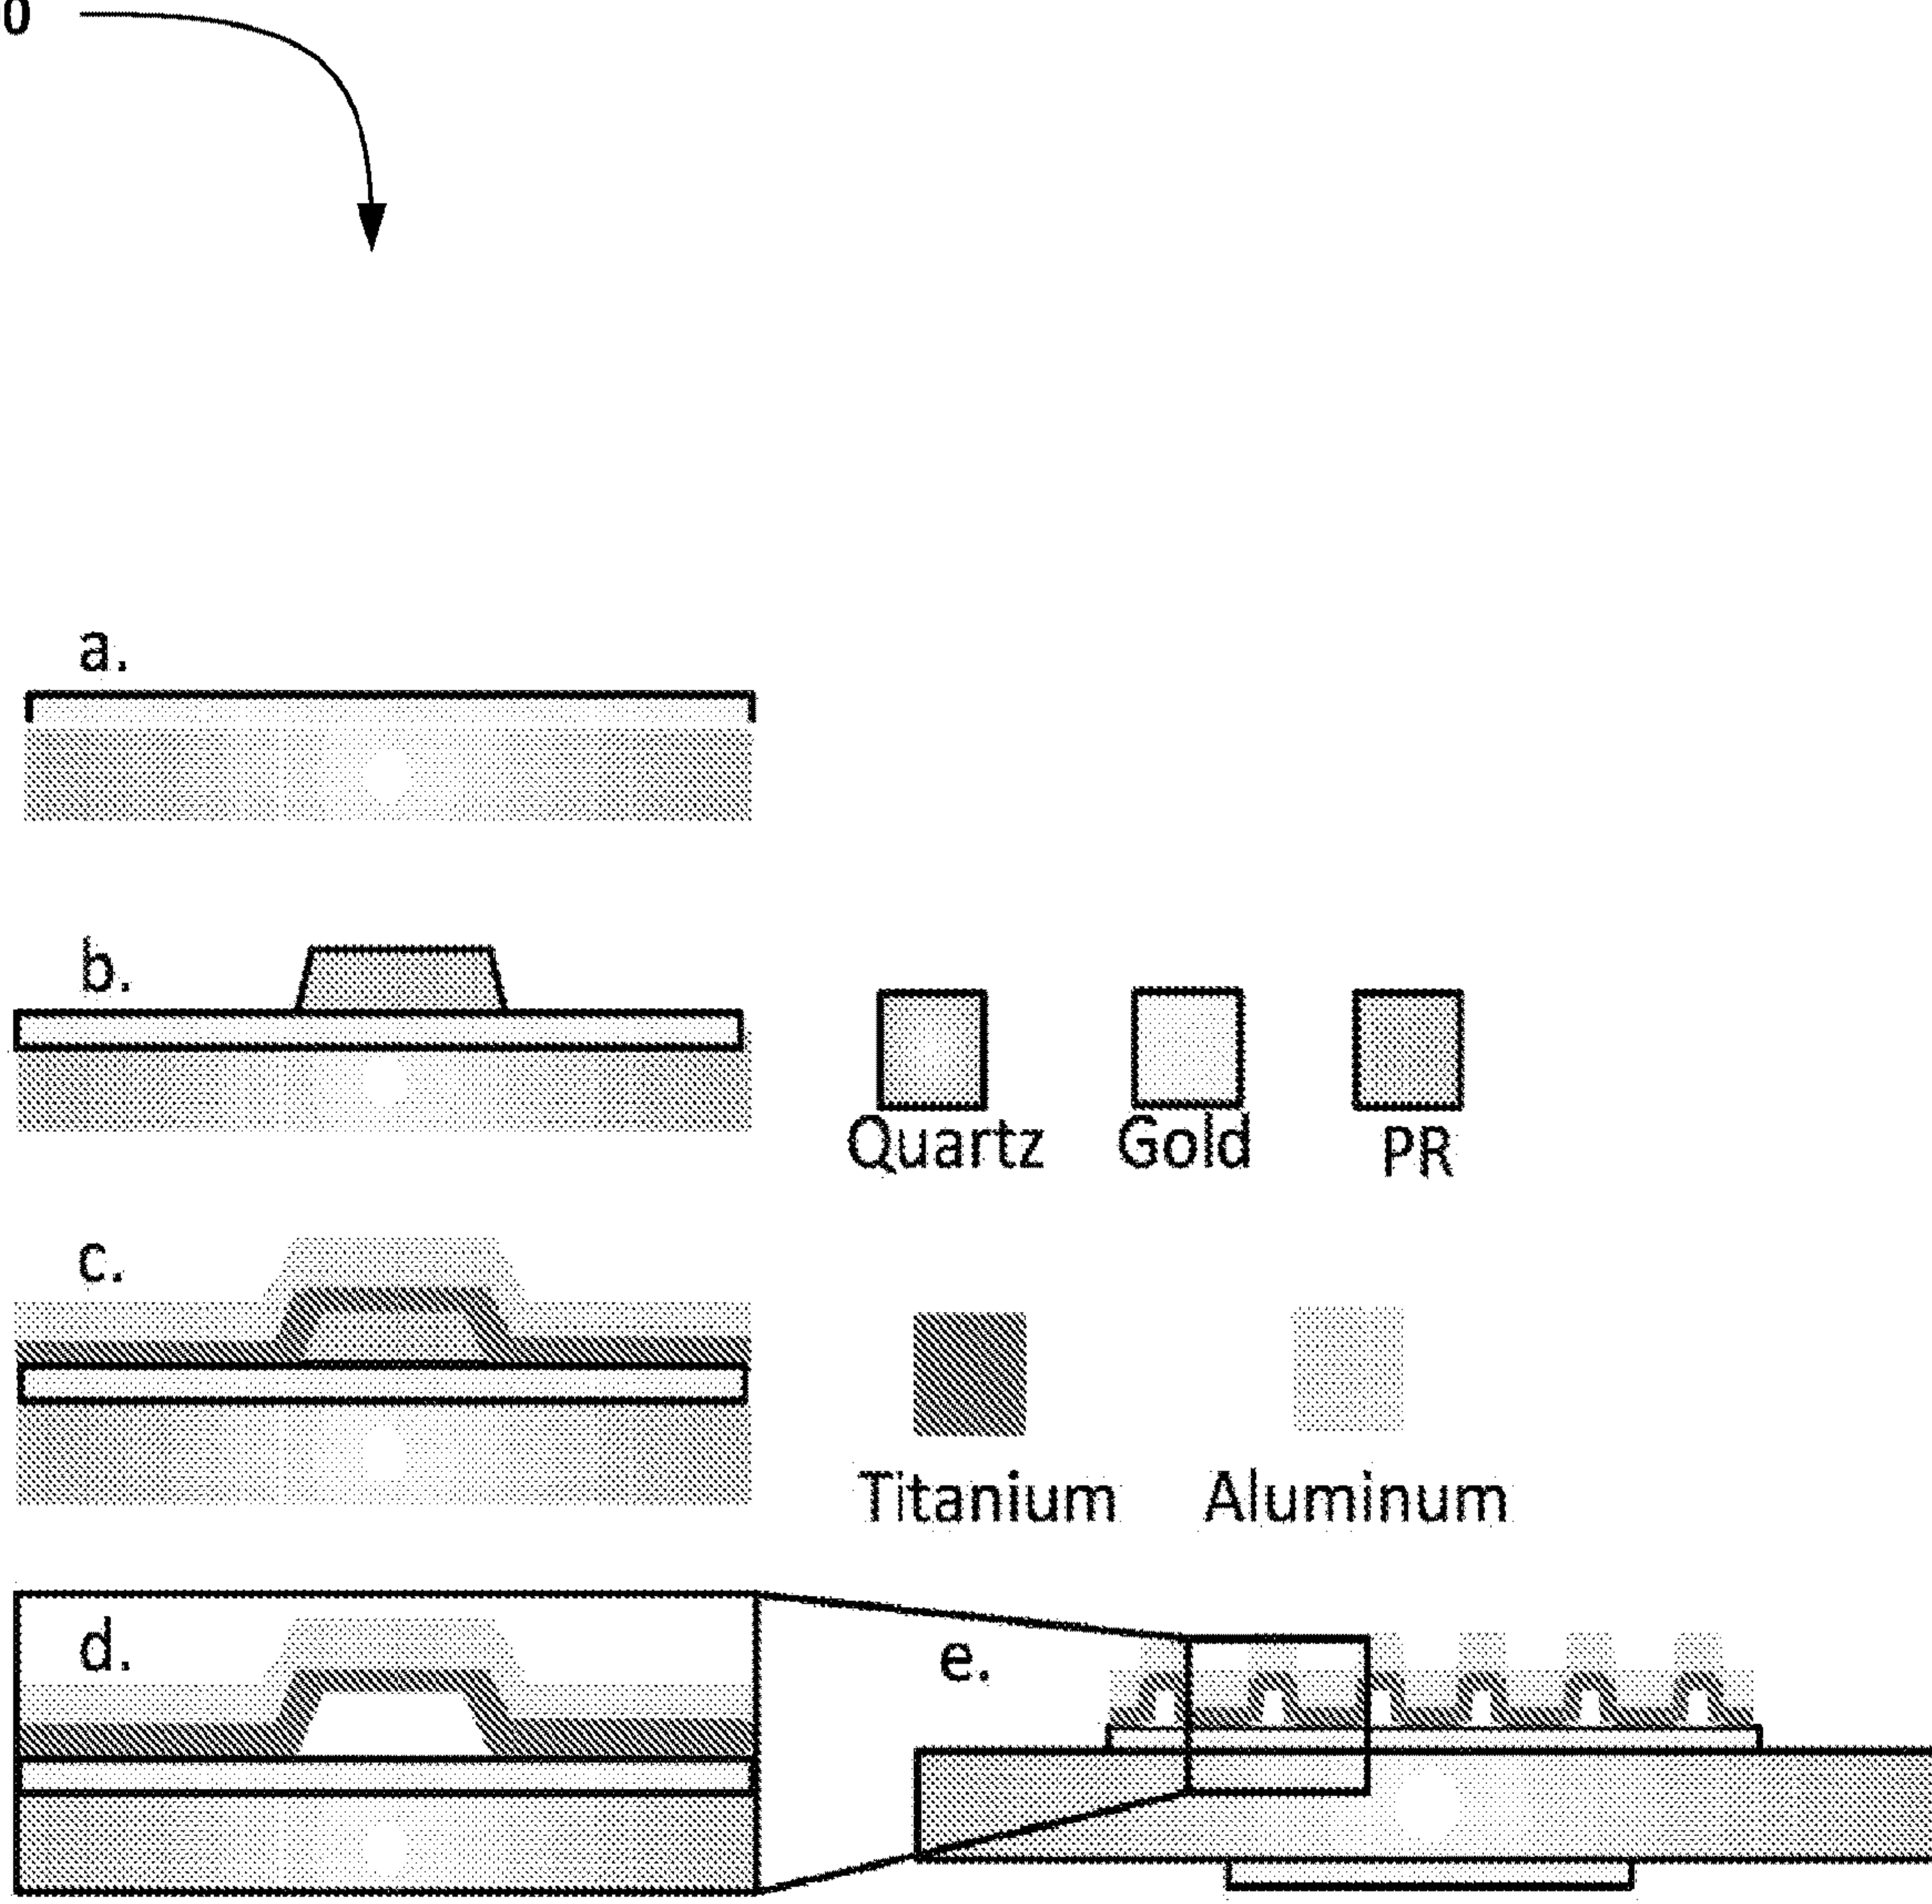 0
a.
b.
Quartz Gold PR
c.
Titanium Aluminum
d.
e.